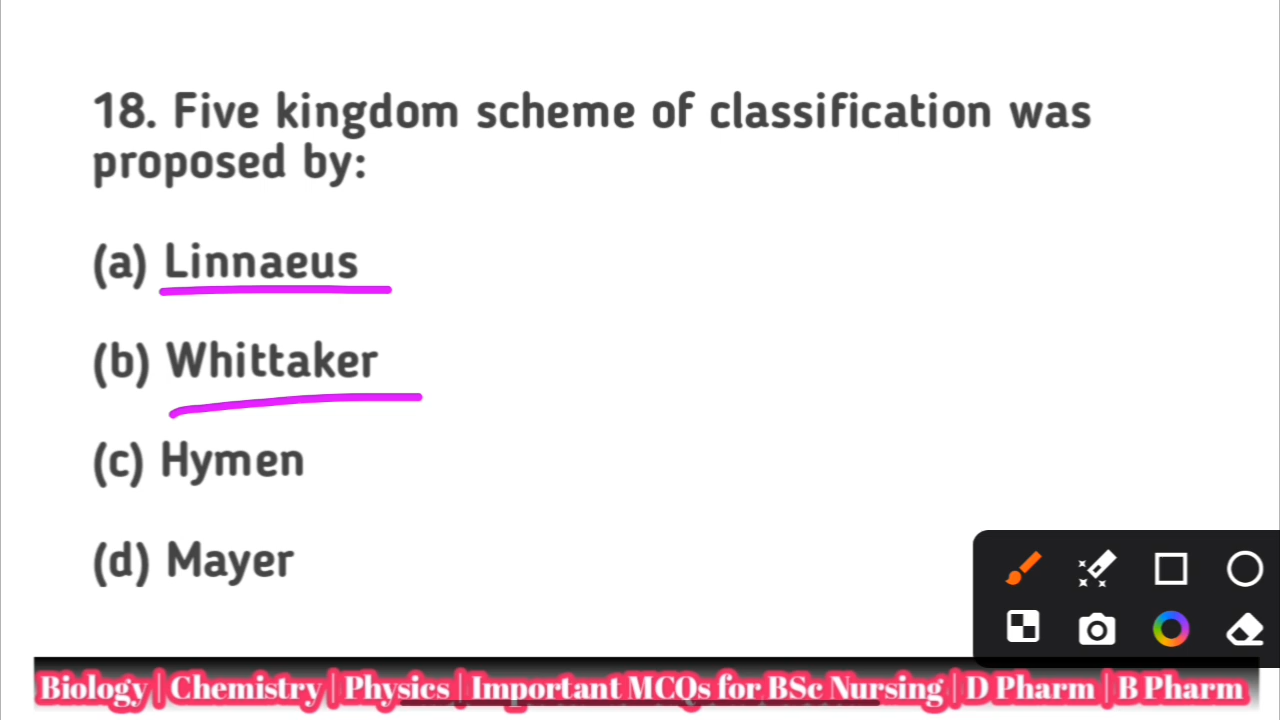 18. Five kingdom scheme of classification was
proposed by:
(a) Linnaeus
(b) Whittaker
(c) Hymen
(d) Mayer
Biology | Chemistry | Physics | Important MCQs for BSc Nursing | D Pharm | B Pharm